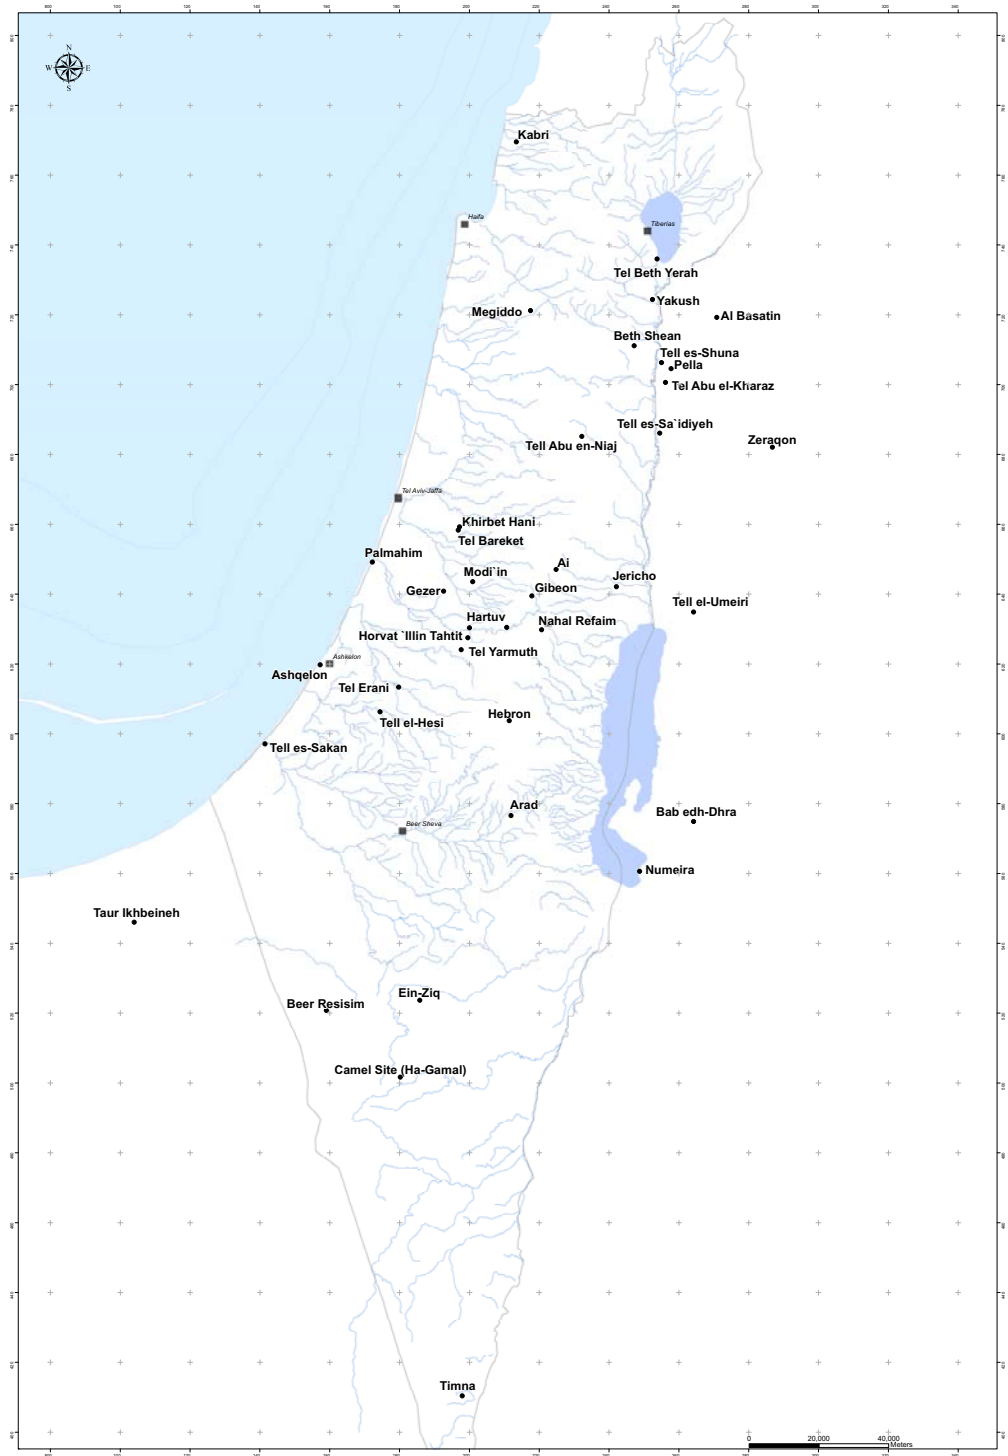 N
W E
S
Kabri
Haifa
Tiberias
Tel Beth Yerah
Yakush
Megiddo
Al Basatin
Beth Shean
Tell es-Shuna
Pella
Tel Abu el-Kharaz
Tell es-Sa`idiyeh
Zeraqon
Tell Abu en-Niaj
Tel Aviv-Jaffa
Khirbet Hani
Tel Bareket
Palmahim
Ai
Modi`in
Jericho
Gezer
Gibeon
Tell el-Umeiri
Hartuv
Nahal Refaim
Horvat `Illin Tahtit
Tel Yarmuth
Ashkelon
Ashqelon
Tel Erani
Hebron
Tell el-Hesi
Tell es-Sakan
Arad
Bab edh-Dhra
Beer Sheva
Numeira
Taur Ikhbeineh
Ein-Ziq
Beer Resisim
Camel Site (Ha-Gamal)
Timna
0 20,000 40,000
Meters